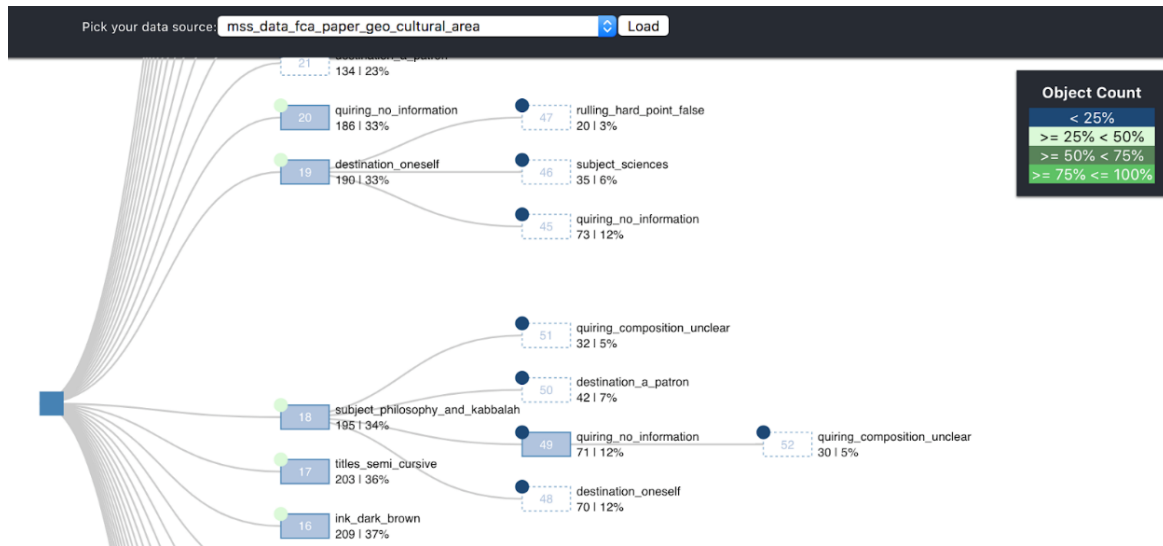 Pick your data source: mss_data_fca_paper_geo_cultural_area Load
Object Count
< 25%
>= 25% < 50%
>= 50% < 75%
>= 75% <= 100%
21 destination_a_patron
134 | 23%
20 quiring_no_information
186 | 33%
47 rulling_hard_point_false
20 | 3%
19 destination_oneself
190 | 33%
46 subject_sciences
35 | 6%
45 quiring_no_information
73 | 12%
51 quiring_composition_unclear
32 | 5%
50 destination_a_patron
42 | 7%
18 subject_philosophy_and_kabbalah
195 | 34%
49 quiring_no_information
71 | 12%
52 quiring_composition_unclear
30 | 5%
17 titles_semi_cursive
203 | 36%
48 destination_oneself
70 | 12%
16 ink_dark_brown
209 | 37%